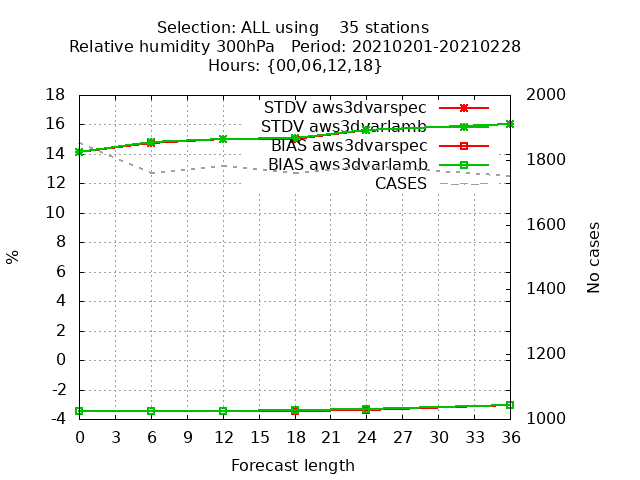 Selection: ALL using    35 stations
Relative humidity 300hPa   Period: 20210201-20210228
Hours: {00,06,12,18}
18
16
14
12
10
8
6
4
2
0
-2
-4
%
STDV aws3dvarspec
STDV aws3dvarlamb
BIAS aws3dvarspec
BIAS aws3dvarlamb
CASES
2000
1800
1600
1400
1200
1000
No cases
0 3 6 9 12 15 18 21 24 27 30 33 36
Forecast length